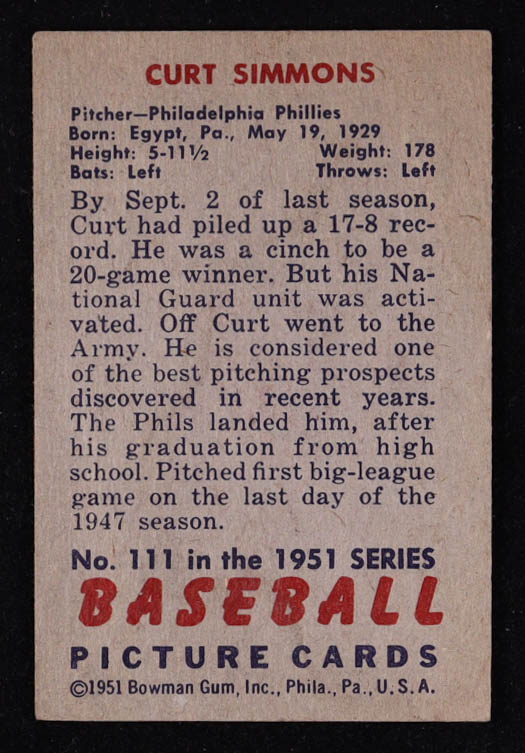 CURT SIMMONS
Pitcher—Philadelphia Phillies
Born: Egypt, Pa., May 19, 1929
Height: 5-11½ Weight: 178
Bats: Left Throws: Left
By Sept. 2 of last season,
Curt had piled up a 17-8 rec-
ord. He was a cinch to be a
20-game winner. But his Na-
tional Guard unit was acti-
vated. Off Curt went to the
Army. He is considered one
of the best pitching prospects
discovered in recent years.
The Phils landed him, after
his graduation from high
school. Pitched first big-league
game on the last day of the
1947 season.
No. 111 in the 1951 SERIES
BASEBALL
PICTURE CARDS
©1951 Bowman Gum, Inc., Phila., Pa., U.S.A.